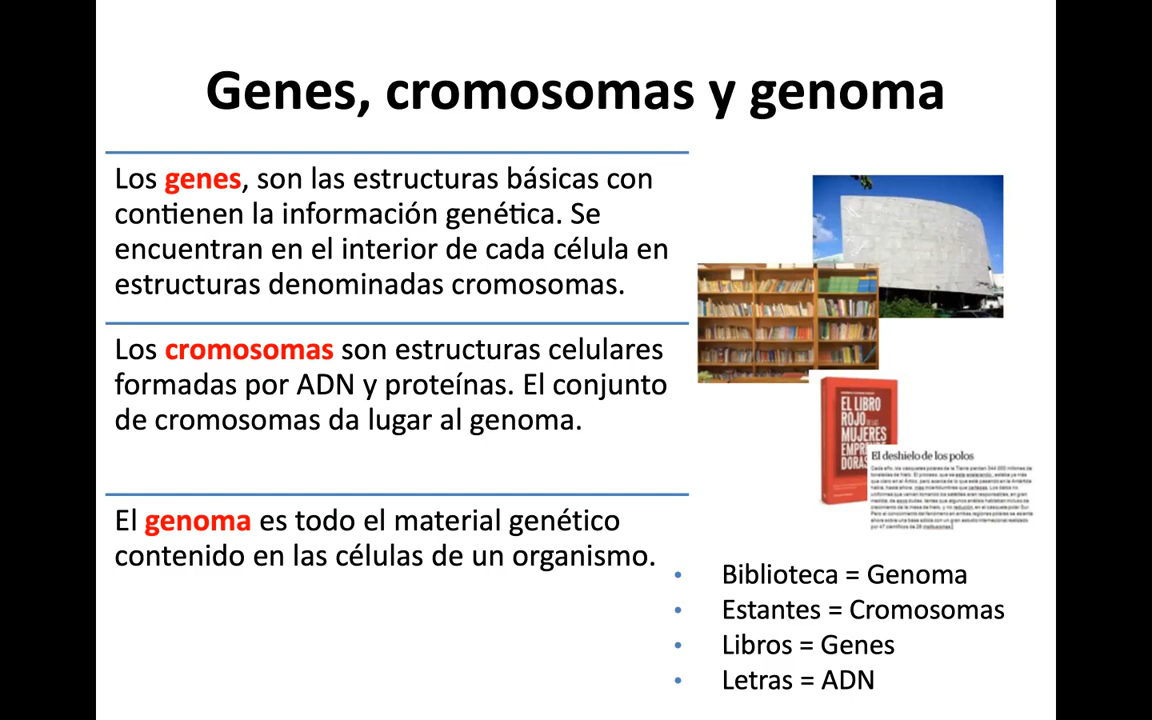 Genes, cromosomas y genoma
Los genes, son las estructuras básicas con
contienen la información genética. Se
encuentran en el interior de cada célula en
estructuras denominadas cromosomas.
Los cromosomas son estructuras celulares
formadas por ADN y proteínas. El conjunto
de cromosomas da lugar al genoma.
El genoma es todo el material genético
contenido en las células de un organismo.
EL LIBRO
ROJO DE LAS
MUJERES
EMPREN
DORAS
El deshielo de los polos
• Biblioteca = Genoma
• Estantes = Cromosomas
• Libros = Genes
• Letras = ADN